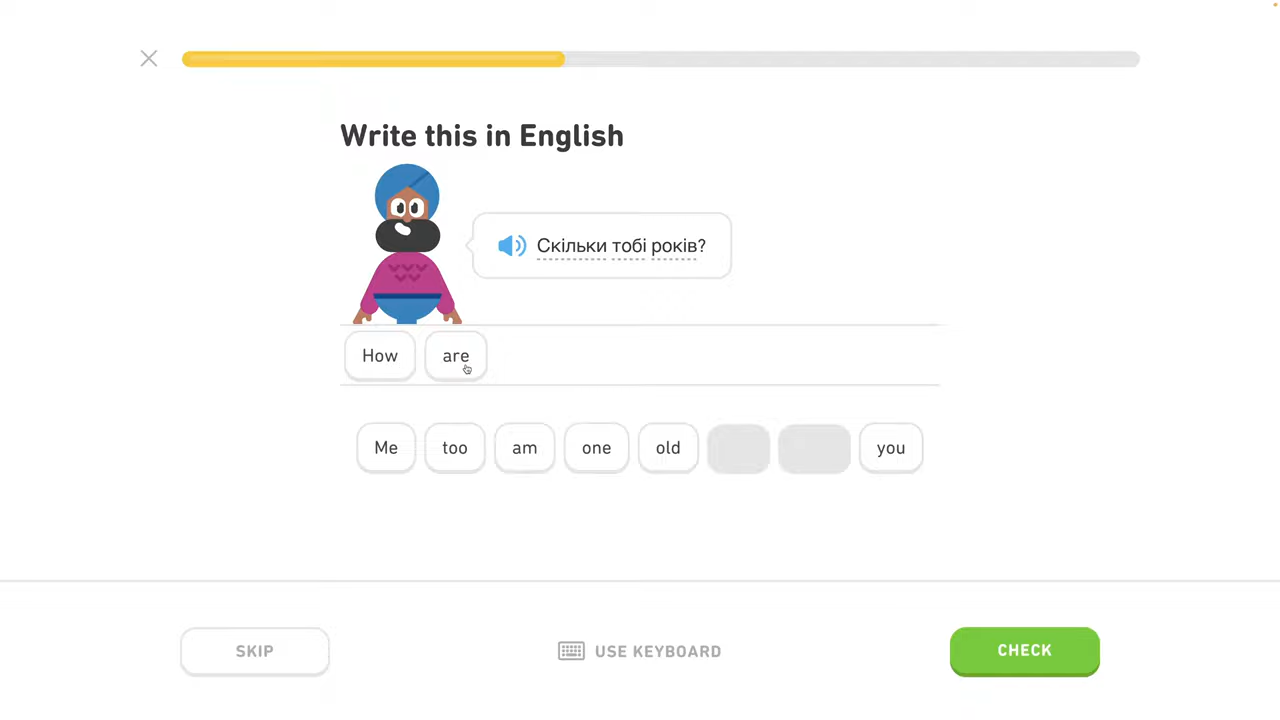 Write this in English
Скільки тобі років?
How are
Me too am one old you
SKIP
USE KEYBOARD
CHECK